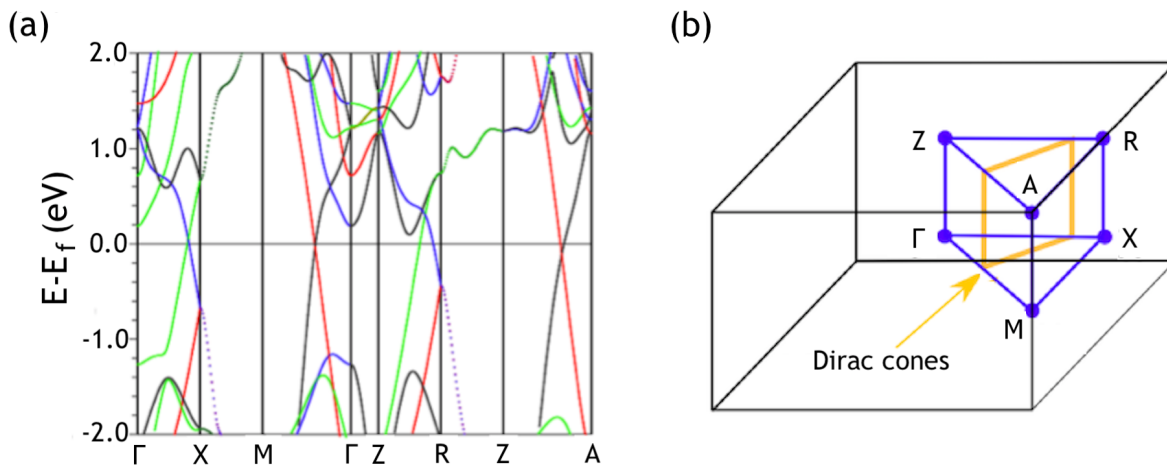 (a)
2.0
1.0
0.0
-1.0
-2.0
E-E_f (eV)
Γ X M Γ Z R Z A
(b)
Z R
A
Γ X
M
Dirac cones